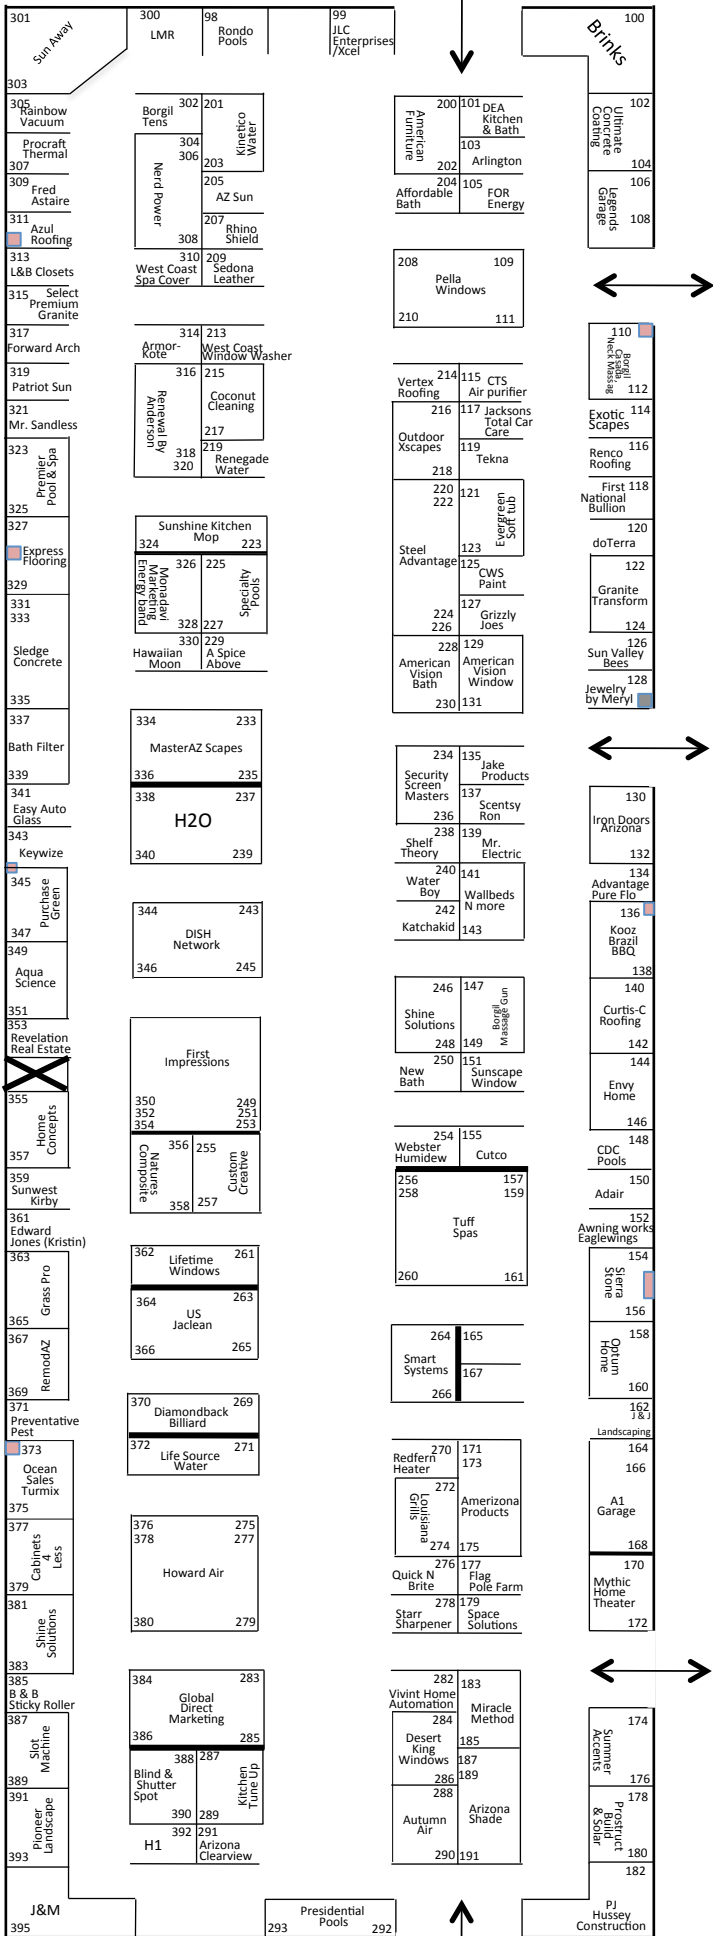 301
Sun Away
303
300
LMR
98
Rondo
Pools
99
JLC
Enterprises
/Xcel
100
Brinks
305
Rainbow
Vacuum
Procraft
Thermal
307
309
Fred
Astaire
311
Azul
Roofing
313
L&B Closets
315 Select
Premium
Granite
317
Forward Arch
319
Patriot Sun
321
Mr. Sandless
323
Premier
Pool & Spa
325
327
Express
Flooring
329
331
333
Sledge
Concrete
335
337
Bath Filter
339
341
Easy Auto
Glass
343
Keywize
345
Purchase
Green
347
349
Aqua
Science
351
353
Revelation
Real Estate
355
Home
Concepts
357
359
Sunwest
Kirby
361
Edward
Jones (Kristin)
363
Grass Pro
365
367
RemodAZ
369
371
Preventative
Pest
373
Ocean
Sales
Turmix
375
377
Cabinets
4
Less
379
381
Shine
Solutions
383
385
B & B
Sticky Roller
387
Slot
Machine
389
391
Pioneer
Landscape
393
J&M
395
302
Borgil
Tens
304
306
Nerd Power
308
310
West Coast
Spa Cover
201
Kinetico
Water
203
205
AZ Sun
207
Rhino
Shield
209
Sedona
Leather
314
Armor-
Kote
316
Renewal By
Anderson
318
320
213
West Coast
Window Washer
215
Coconut
Cleaning
217
219
Renegade
Water
Sunshine Kitchen
Mop
324 223
326
Monadavi
Marketing
Energy band
328
330
Hawaiian
Moon
225
Specialty
Pools
227
229
A Spice
Above
334 233
MasterAZ Scapes
336 235
338 237
H2O
340 239
344 243
DISH
Network
346 245
First
Impressions
350 249
352 251
354 253
356
Natures
Composite
358
255
Custom
Creative
257
362 261
Lifetime
Windows
364 263
US
Jaclean
366 265
370 269
Diamondback
Billiard
372 271
Life Source
Water
376 275
378 277
Howard Air
380 279
384 283
Global
Direct
Marketing
386 285
388
Blind &
Shutter
Spot
390
392
H1
287
Kitchen
Tune Up
289
291
Arizona
Clearview
Presidential
Pools
293 292
200
American
Furniture
202
204
Affordable
Bath
101
DEA
Kitchen
& Bath
103
Arlington
105
FOR
Energy
208 109
Pella
Windows
210 111
214
Vertex
Roofing
216
Outdoor
Xscapes
218
220
222
Steel
Advantage
224
226
228
American
Vision
Bath
230
115
CTS
Air purifier
117 Jacksons
Total Car
Care
119
Tekna
121
Evergreen
Soft tub
123
125
CWS
Paint
127
Grizzly
Joes
129
American
Vision
Window
131
234
Security
Screen
Masters
236
238
Shelf
Theory
240
Water
Boy
242
Katchakid
135
Jake
Products
137
Scentsy
Ron
139
Mr.
Electric
141
Wallbeds
N more
143
246
Shine
Solutions
248
250
New
Bath
147
Borgil
Massage Gun
149
151
Sunscape
Window
254
Webster
Humidew
155
Cutco
256 157
258 159
Tuff
Spas
260 161
264
Smart
Systems
266
165
167
270
Redfern
Heater
272
Louisiana
Grills
274
276
Quick N
Brite
278
Starr
Sharpener
171
173
Amerizona
Products
175
177
Flag
Pole Farm
179
Space
Solutions
282
Vivint Home
Automation
284
Desert
King
Windows
286
288
Autumn
Air
290
183
Miracle
Method
185
187
189
Arizona
Shade
191
102
Ultimate
Concrete
Coating
104
106
Legends
Garage
108
110
Borgil
Casada,
Neck Massag
112
114
Exotic
Scapes
116
Renco
Roofing
First 118
National
Bullion
120
doTerra
122
Granite
Transform
124
126
Sun Valley
Bees
128
Jewelry
by Meryl
130
Iron Doors
Arizona
132
134
Advantage
Pure Flo
136
Kooz
Brazil
BBQ
138
140
Curtis-C
Roofing
142
144
Envy
Home
146
148
CDC
Pools
150
Adair
152
Awning works
Eaglewings
154
Sierra
Stone
156
158
Optum
Home
160
162
J & J
Landscaping
164
166
A1
Garage
168
170
Mythic
Home
Theater
172
174
Summer
Accents
176
178
Prostruct
Build
& Solar
180
182
PJ
Hussey
Construction